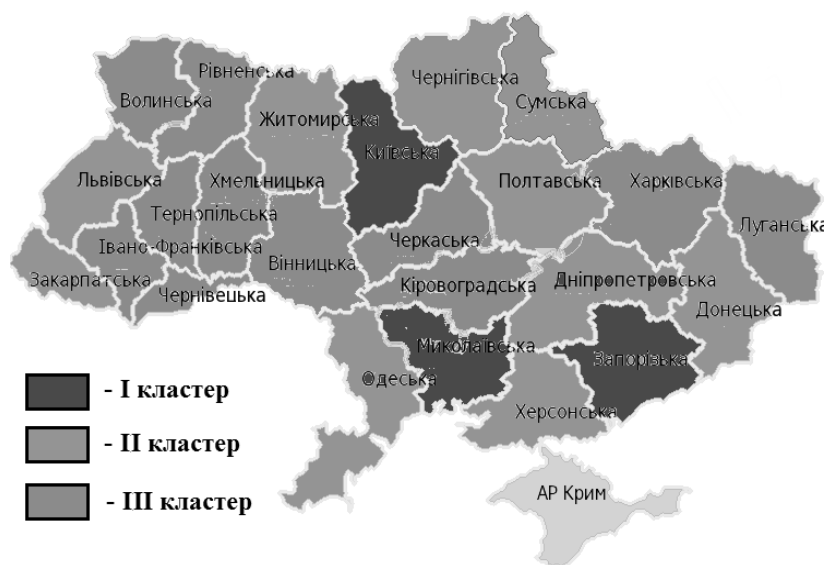 Рівненська
Волинська
Чернігівська
Сумська
Житомирська
Київська
Львівська
Хмельницька
Тернопільська
Івано-Франківська
Закарпатська
Чернівецька
Вінницька
Черкаська
Полтавська
Харківська
Луганська
Кіровоградська
Дніпропетровська
Донецька
Миколаївська
Запорізька
Одеська
Херсонська
АР Крим
- І кластер
- ІІ кластер
- ІІІ кластер